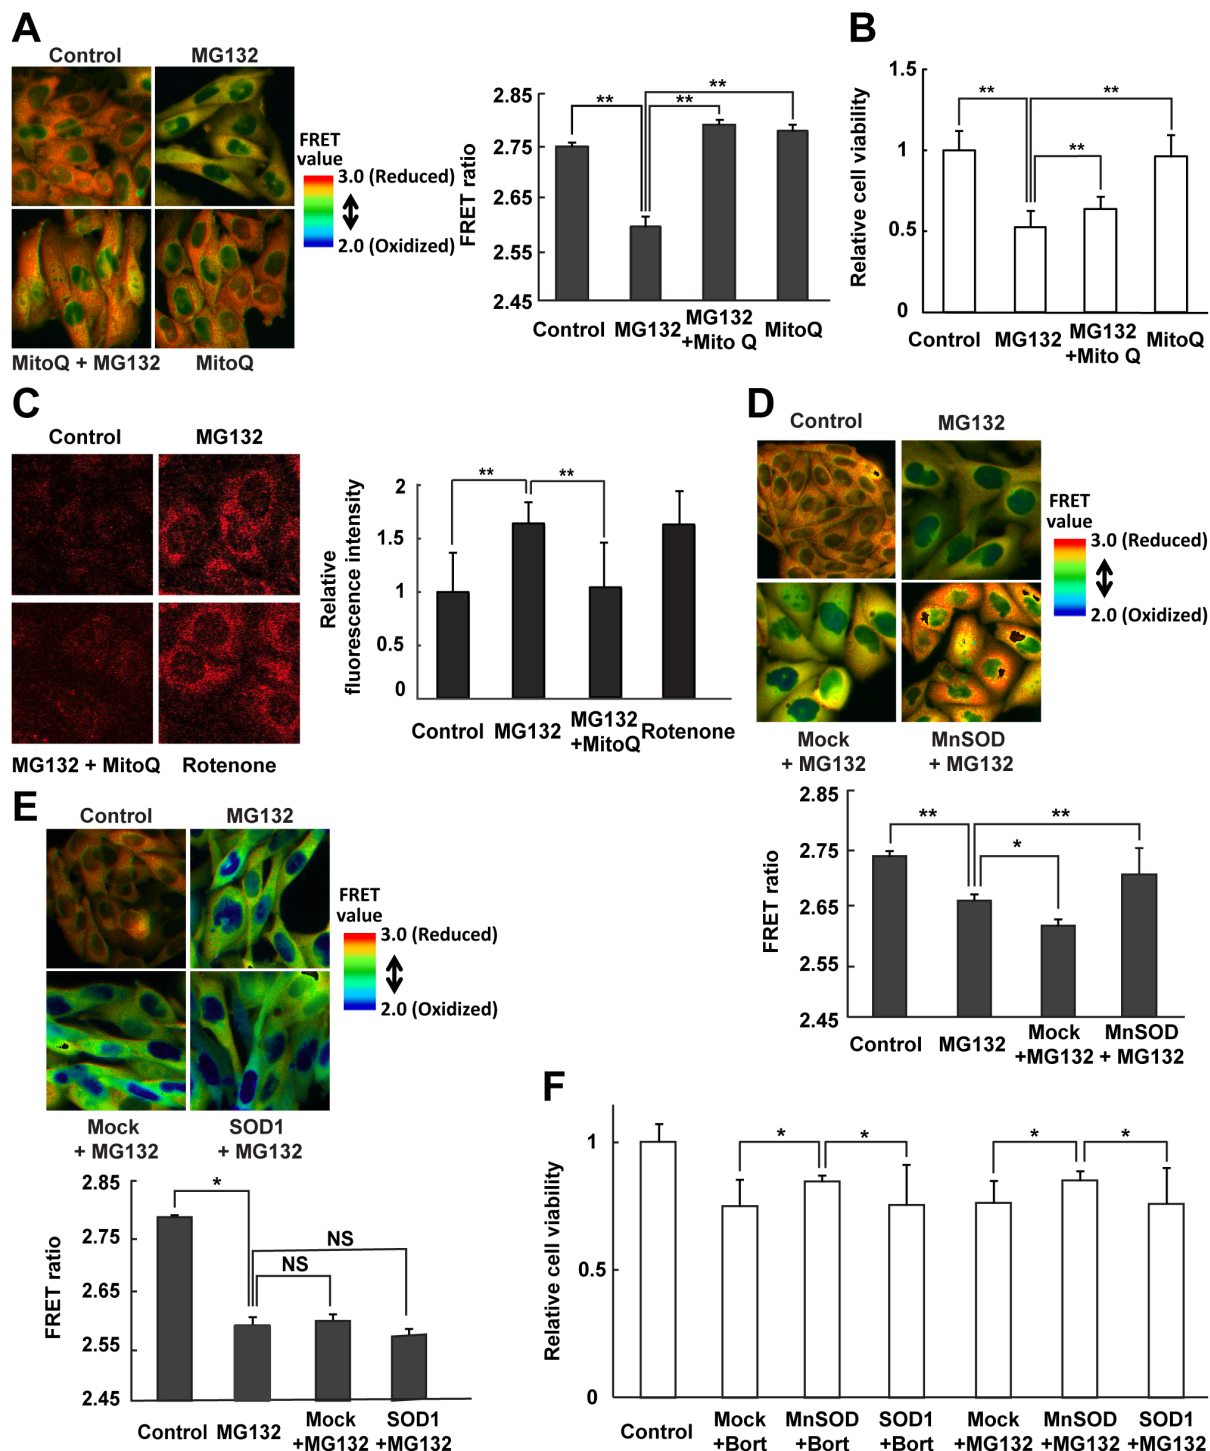 A
Control
MG132
FRET
value
3.0 (Reduced)
2.0 (Oxidized)
MitoQ + MG132
MitoQ
FRET ratio
2.85
2.75
2.65
2.55
2.45
**
**
**
Control
MG132
MG132
+Mito Q
MitoQ
B
Relative cell viability
1.5
1
0.5
0
**
**
**
Control
MG132
MG132
+Mito Q
MitoQ
C
Control
MG132
MG132 + MitoQ
Rotenone
Relative
fluorescence intensity
2
1.5
1
0.5
0
**
**
Control
MG132
MG132
+MitoQ
Rotenone
D
Control
MG132
FRET
value
3.0 (Reduced)
2.0 (Oxidized)
Mock
+ MG132
MnSOD
+ MG132
FRET ratio
2.85
2.75
2.65
2.55
2.45
**
**
*
Control
MG132
Mock
+MG132
MnSOD
+ MG132
E
Control
MG132
FRET
value
3.0 (Reduced)
2.0 (Oxidized)
Mock
+ MG132
SOD1
+ MG132
FRET ratio
2.85
2.75
2.65
2.55
2.45
*
NS
NS
Control
MG132
Mock
+MG132
SOD1
+MG132
F
Relative cell viability
1
0.5
0
*
*
*
*
Control
Mock
+Bort
MnSOD
+Bort
SOD1
+Bort
Mock
+MG132
MnSOD
+MG132
SOD1
+MG132